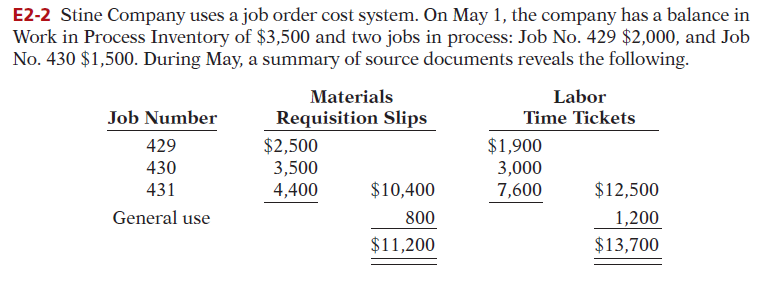 E2-2 Stine Company uses a job order cost system. On May 1, the company has a balance in
Work in Process Inventory of $3,500 and two jobs in process: Job No. 429 $2,000, and Job
No. 430 $1,500. During May, a summary of source documents reveals the following.
Materials Labor
Job Number Requisition Slips Time Tickets
429 $2,500 $1,900
430 3,500 3,000
431 4,400 $10,400 7,600 $12,500
General use 800 1,200
$11,200 $13,700